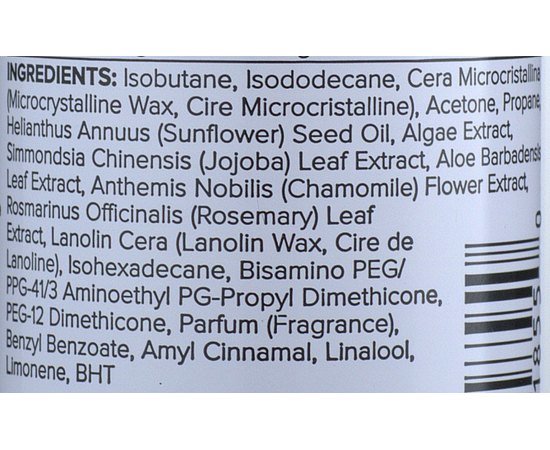 INGREDIENTS: Isobutane, Isododecane, Cera Microcristallina
(Microcrystalline Wax, Cire Microcristalline), Acetone, Propane,
Helianthus Annuus (Sunflower) Seed Oil, Algae Extract,
Simmondsia Chinensis (Jojoba) Leaf Extract, Aloe Barbadensis
Leaf Extract, Anthemis Nobilis (Chamomile) Flower Extract,
Rosmarinus Officinalis (Rosemary) Leaf
Extract, Lanolin Cera (Lanolin Wax, Cire de
Lanoline), Isohexadecane, Bisamino PEG/
PPG-41/3 Aminoethyl PG-Propyl Dimethicone,
PEG-12 Dimethicone, Parfum (Fragrance),
Benzyl Benzoate, Amyl Cinnamal, Linalool,
Limonene, BHT